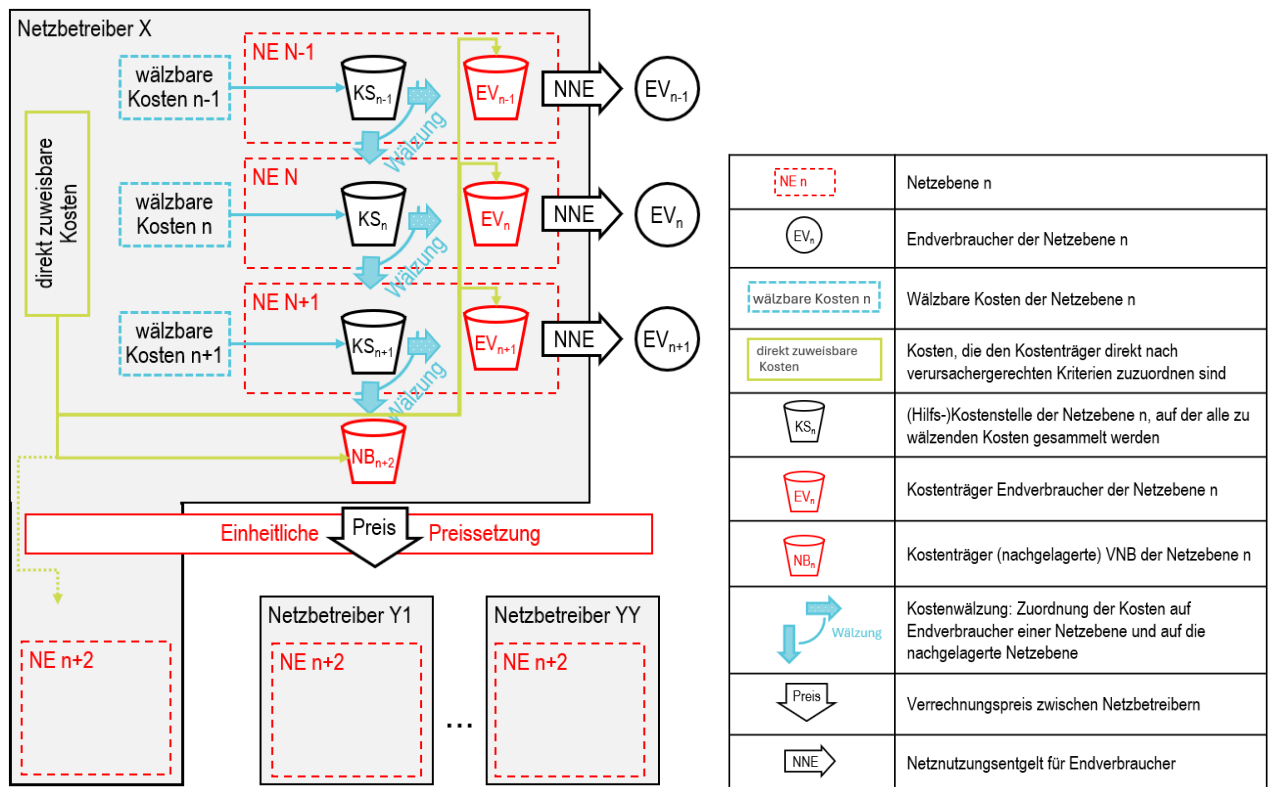 Netzbetreiber X
NE N-1
wälzbare
Kosten n-1
KSn-1
EVn-1
NNE
EVn-1
Wälzung
direkt zuweisbare
Kosten
NE N
wälzbare
Kosten n
KSn
EVn
NNE
EVn
Wälzung
NE N+1
wälzbare
Kosten n+1
KSn+1
EVn+1
NNE
EVn+1
Wälzung
NBn+2
Einheitliche Preis Preissetzung
NE n+2
Netzbetreiber Y1
NE n+2
...
Netzbetreiber YY
NE n+2
NE n
Netzebene n
EVn
Endverbraucher der Netzebene n
wälzbare Kosten n
Wälzbare Kosten der Netzebene n
direkt zuweisbare
Kosten
Kosten, die den Kostenträger direkt nach
verursachergerechten Kriterien zuzuordnen sind
KSn
(Hilfs-)Kostenstelle der Netzebene n, auf der alle zu
wälzenden Kosten gesammelt werden
EVn
Kostenträger Endverbraucher der Netzebene n
NBn
Kostenträger (nachgelagerte) VNB der Netzebene n
Wälzung
Kostenwälzung: Zuordnung der Kosten auf
Endverbraucher einer Netzebene und auf die
nachgelagerte Netzebene
Preis
Verrechnungspreis zwischen Netzbetreibern
NNE
Netznutzungsentgelt für Endverbraucher